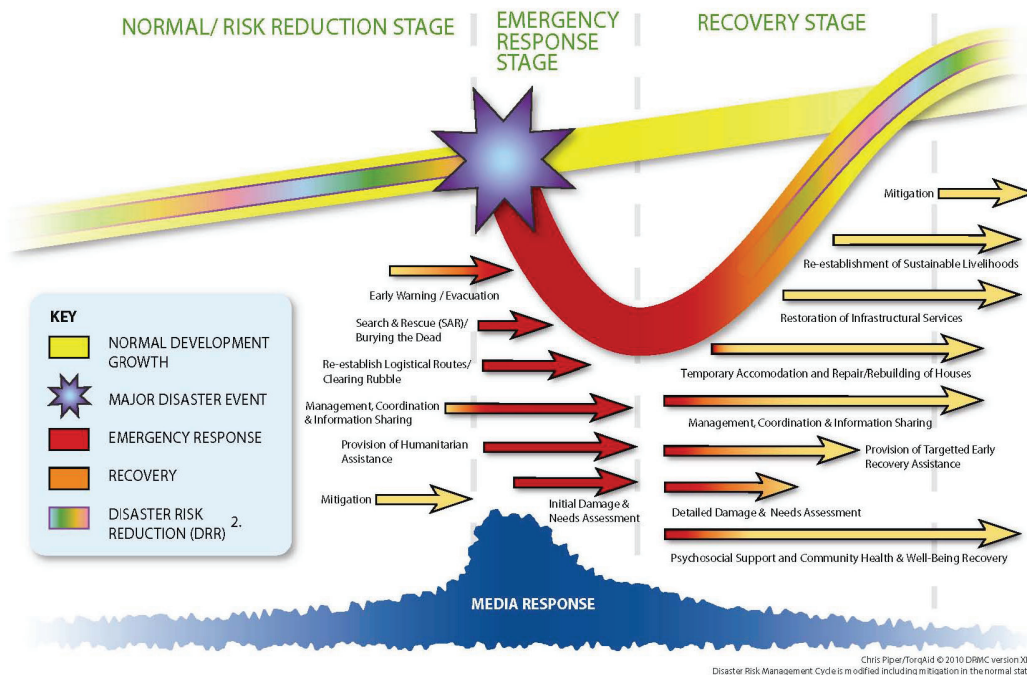 NORMAL/ RISK REDUCTION STAGE
EMERGENCY
RESPONSE
STAGE
RECOVERY STAGE
Mitigation
Re-establishment of Sustainable Livelihoods
Restoration of Infrastructural Services
Temporary Accomodation and Repair/Rebuilding of Houses
Management, Coordination & Information Sharing
Provision of Targetted Early
Recovery Assistance
Detailed Damage & Needs Assessment
Psychosocial Support and Community Health & Well-Being Recovery
Early Warning / Evacuation
Search & Rescue (SAR)/
Burying the Dead
Re-establish Logistical Routes/
Clearing Rubble
Management, Coordination
& Information Sharing
Provision of Humanitarian
Assistance
Mitigation
Initial Damage &
Needs Assessment
KEY
NORMAL DEVELOPMENT
GROWTH
MAJOR DISASTER EVENT
EMERGENCY RESPONSE
RECOVERY
DISASTER RISK
REDUCTION (DRR) 2.
MEDIA RESPONSE
Chris Piper/TorqAid © 2010 DRMC version
Disaster Risk Management Cycle is modified including mitigation in the normal